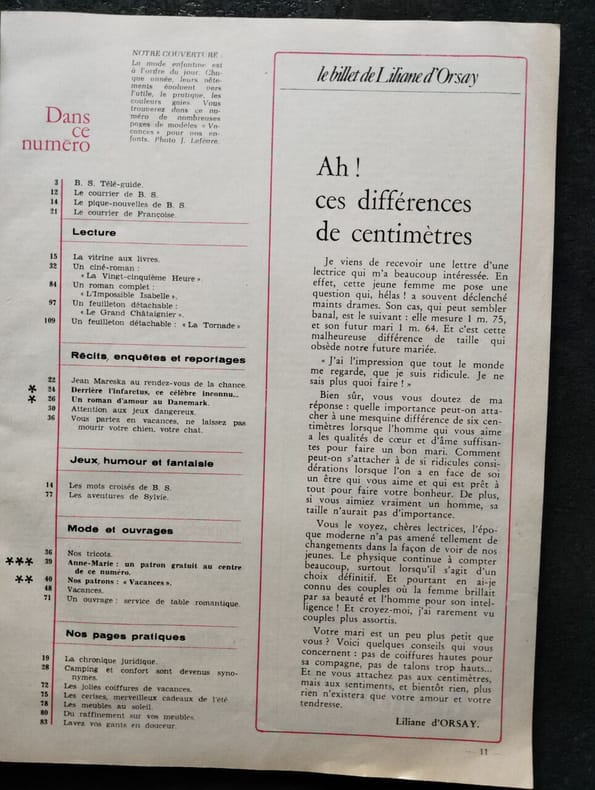 NOTRE COUVERTURE :
La mode enfantine est
à l'ordre du jour. Cha-
que année, leurs vête-
ments évoluent vers
l'utile, le pratique, les
couleurs gaies. Vous
trouverez dans ce nu-
méro de nombreuses
pages de modèles « Va-
cances » pour vos en-
fants. Photo J. Lefèvre.
Dans
ce
numéro
3 B. S. Télé-guide.
12 Le courrier de B. S.
14 Le pique-nouvelles de B. S.
21 Le courrier de Françoise.
Lecture
15 La vitrine aux livres.
32 Un ciné-roman :
« La Vingt-cinquième Heure ».
84 Un roman complet :
« L'Impossible Isabelle ».
97 Un feuilleton détachable :
« Le Grand Châtaignier ».
109 Un feuilleton détachable : « La Tornade »
Récits, enquêtes et reportages
22 Jean Mareska au rendez-vous de la chance.
* 24 Derrière l'infarctus, ce célèbre inconnu...
* 26 Un roman d'amour au Danemark.
30 Attention aux jeux dangereux.
36 Vous partez en vacances, ne laissez pas
mourir votre chien, votre chat.
Jeux, humour et fantaisie
14 Les mots croisés de B. S.
77 Les aventures de Sylvie.
Mode et ouvrages
36 Nos tricots.
*** 39 Anne-Marie : un patron gratuit au centre
de ce numéro.
** 40 Nos patrons : « Vacances ».
48 Vacances.
71 Un ouvrage : service de table romantique.
Nos pages pratiques
19 La chronique juridique.
28 Camping et confort sont devenus syno-
nymes.
72 Les jolies coiffures de vacances.
75 Les cerises, merveilleux cadeaux de l'été
78 Les meubles au soleil.
80 Du raffinement sur vos meubles.
83 Lavez vos gants en douceur.
le billet de Liliane d'Orsay
Ah !
ces différences
de centimètres
Je viens de recevoir une lettre d'une
lectrice qui m'a beaucoup intéressée. En
effet, cette jeune femme me pose une
question qui, hélas ! a souvent déclenché
maints drames. Son cas, qui peut sembler
banal, est le suivant : elle mesure 1 m. 75,
et son futur mari 1 m. 64. Et c'est cette
malheureuse différence de taille qui
obsède notre future mariée.
« J'ai l'impression que tout le monde
me regarde, que je suis ridicule. Je ne
sais plus quoi faire ! »
Bien sûr, vous vous doutez de ma
réponse : quelle importance peut-on atta-
cher à une mesquine différence de six cen-
timètres lorsque l'homme qui vous aime
a les qualités de cœur et d'âme suffisan-
tes pour faire un bon mari. Comment
peut-on s'attacher à de si ridicules consi-
dérations lorsque l'on a en face de soi
un être qui vous aime et qui est prêt à
tout pour faire votre bonheur. De plus,
si vous aimiez vraiment un homme, sa
taille n'aurait pas d'importance.
Vous le voyez, chères lectrices, l'épo-
que moderne n'a pas amené tellement de
changements dans la façon de voir de nos
jeunes. Le physique continue à compter
beaucoup, surtout lorsqu'il s'agit d'un
choix définitif. Et pourtant en ai-je
connu des couples où la femme brillait
par sa beauté et l'homme pour son intel-
ligence ! Et croyez-moi, j'ai rarement vu
couples plus assortis.
Votre mari est un peu plus petit que
vous ? Voici quelques conseils qui vous
concernent : pas de coiffures hautes pour
sa compagne, pas de talons trop hauts...
Et ne vous attachez pas aux centimètres,
mais aux sentiments, et bientôt rien, plus
rien n'existera que votre amour et votre
tendresse.
Liliane d'ORSAY.
— 11 —